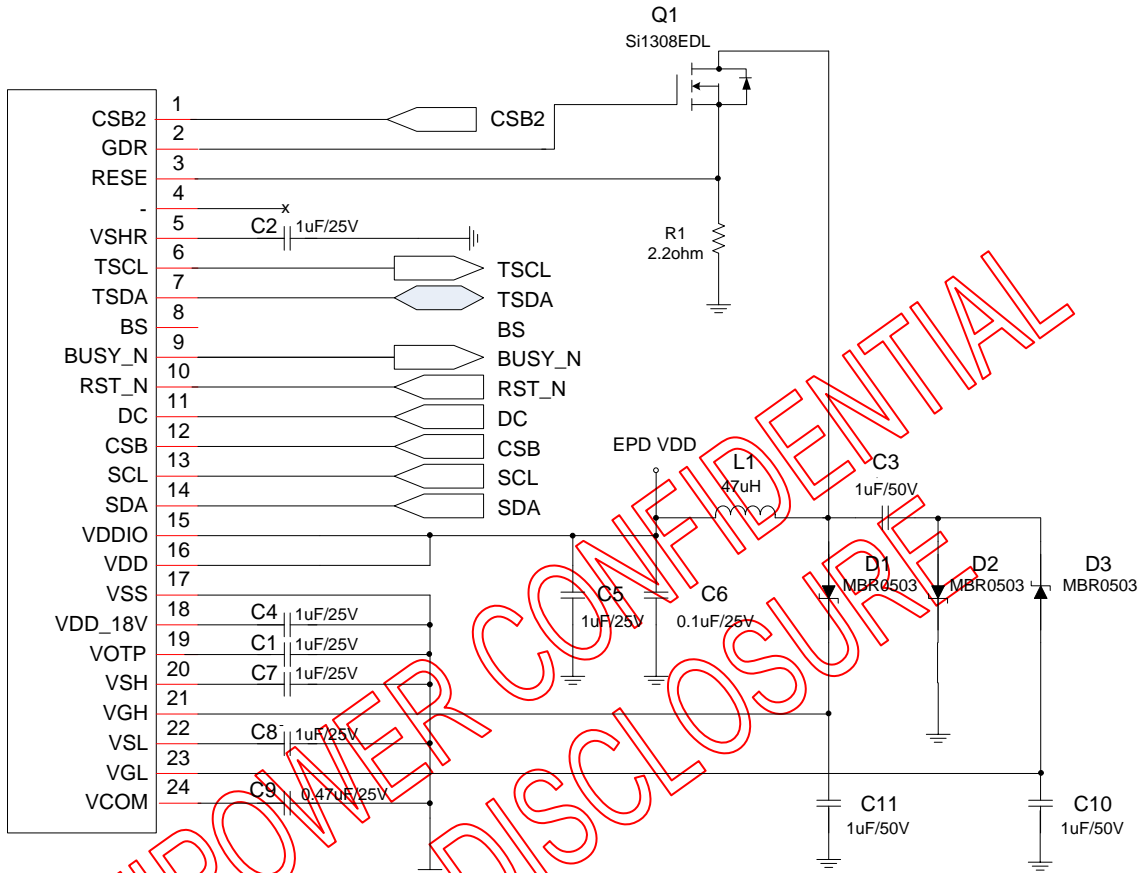 Q1
Si1308EDL
CSB2 1 CSB2
GDR 2
RESE 3
- 4 x
VSHR 5 C2 1uF/25V
TSCL 6 TSCL
TSDA 7 TSDA
BS 8 BS
BUSY_N 9 BUSY_N
RST_N 10 RST_N
DC 11 DC
CSB 12 CSB
SCL 13 SCL
SDA 14 SDA
VDDIO 15
VDD 16
VSS 17
VDD_18V 18 C4 1uF/25V
VOTP 19 C1 1uF/25V
VSH 20 C7 1uF/25V
VGH 21
VSL 22 C8 1uF/25V
VGL 23
VCOM 24 C9 0.47uF/25V
R1
2.2ohm
EPD VDD
L1
47uH
C3
1uF/50V
D1
MBR0503
D2
MBR0503
D3
MBR0503
C5
1uF/25V
C6
0.1uF/25V
C11
1uF/50V
C10
1uF/50V
POWER CONFIDENTIAL
DISCLOSURE